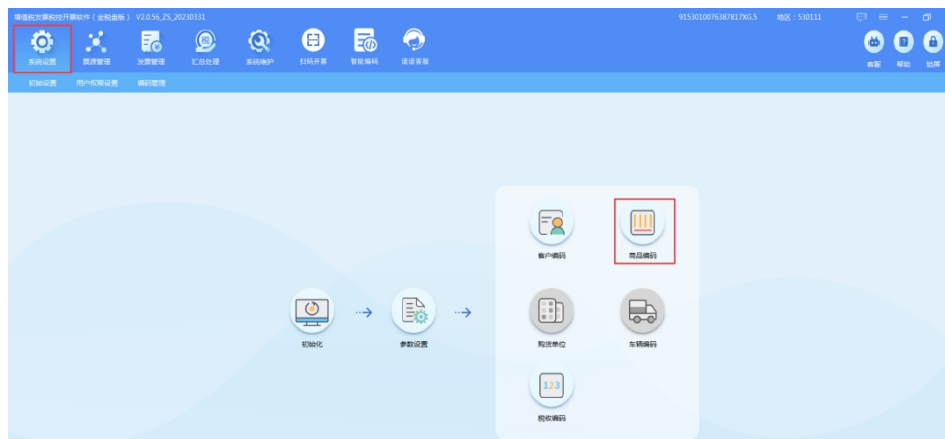 增值税发票税控开票软件（金税盘版） V2.0.56_ZS_20230331
9153010076387817XG.5 地区：530111
系统设置 票源管理 发票管理 汇总处理 系统维护 扫码开票 智能编码 诺诺客服 客服 帮助 锁屏
初始设置 用户权限设置 编码管理
客户编码 商品编码
初始化 参数设置 购货单位 车辆编码
123
税收编码